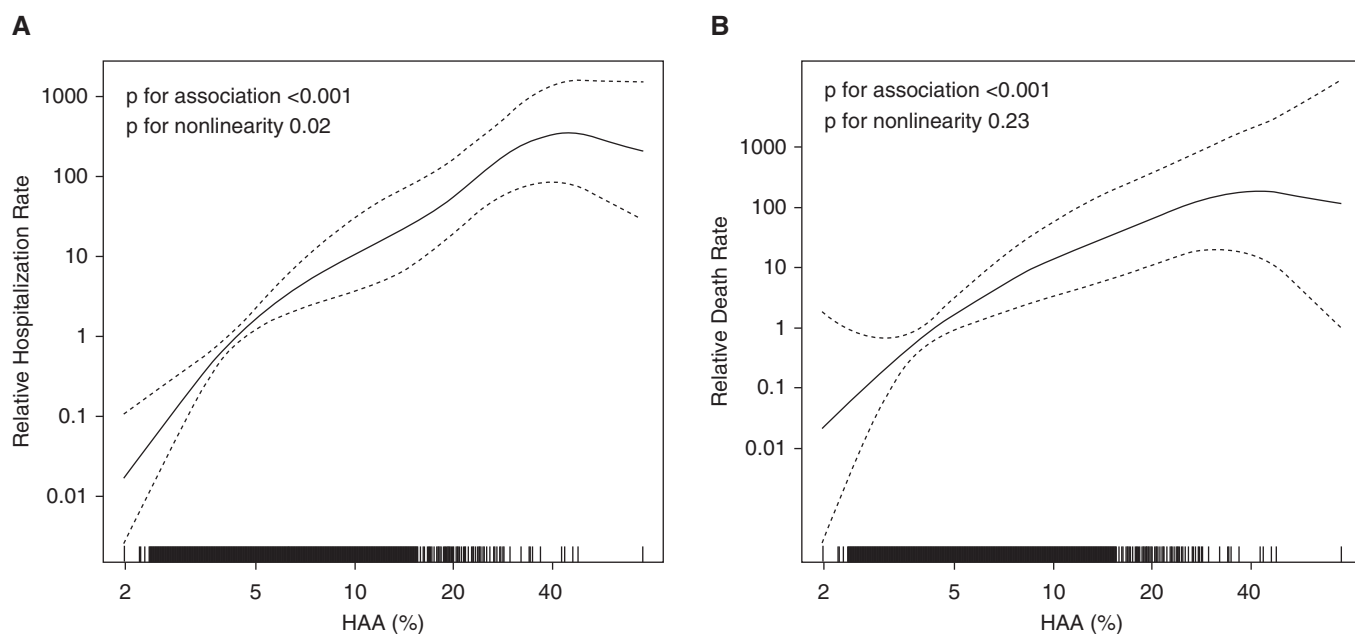 A
p for association <0.001
p for nonlinearity 0.02
Relative Hospitalization Rate
1000
100
10
1
0.1
0.01
2 5 10 20 40
HAA (%)
B
p for association <0.001
p for nonlinearity 0.23
Relative Death Rate
1000
100
10
1
0.1
0.01
2 5 10 20 40
HAA (%)